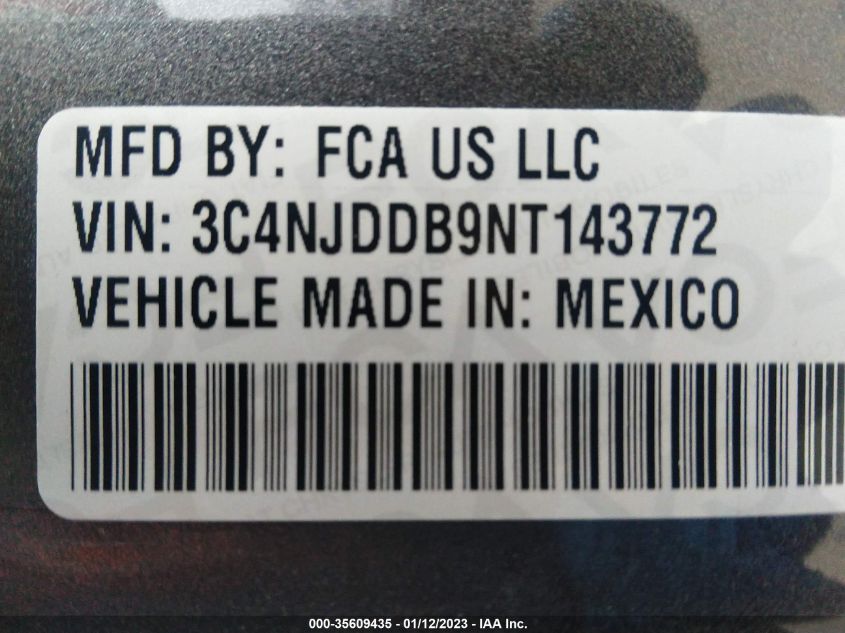 MFD BY: FCA US LLC
VIN: 3C4NJDDB9NT143772
VEHICLE MADE IN: MEXICO
000-35609435 - 01/12/2023 - IAA Inc.